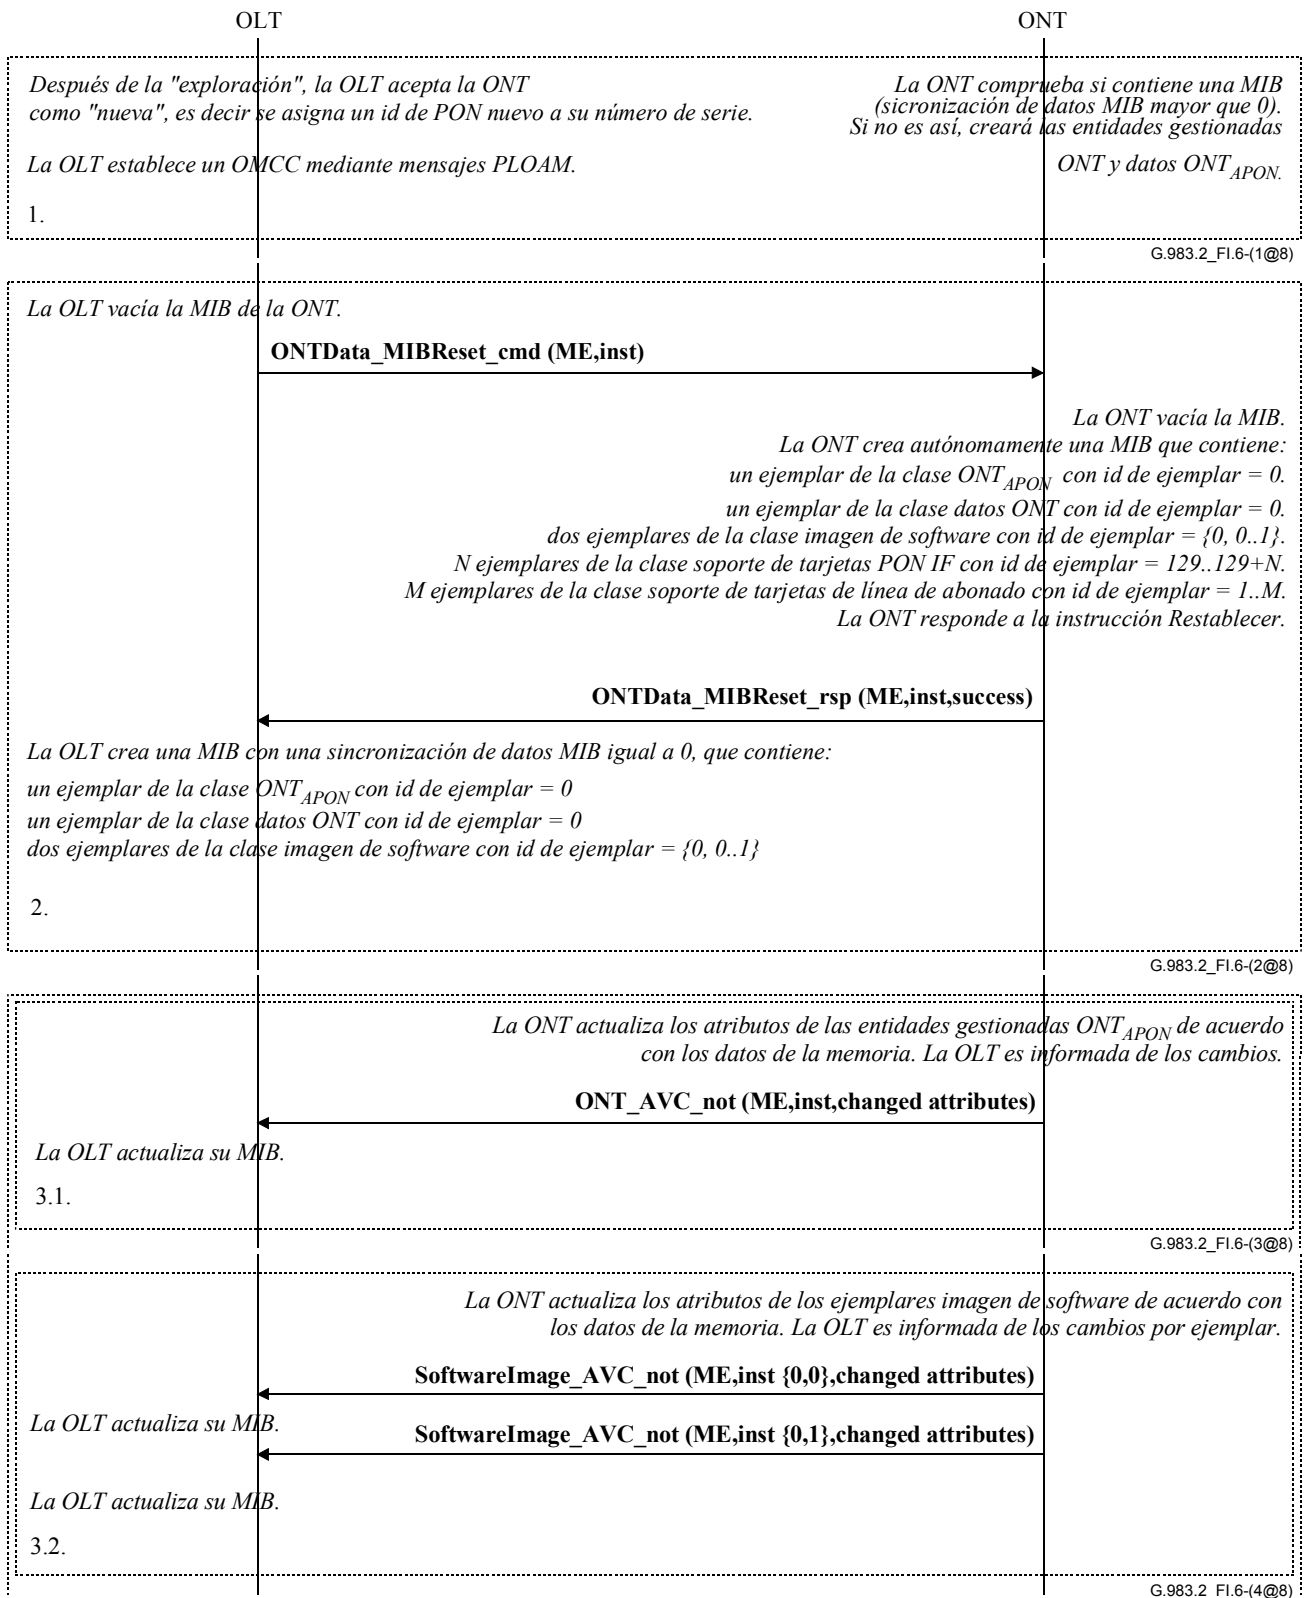 OLT ONT
Después de la "exploración", la OLT acepta la ONT
como "nueva", es decir se asigna un id de PON nuevo a su número de serie.
La OLT establece un OMCC mediante mensajes PLOAM.
La ONT comprueba si contiene una MIB
(sicronización de datos MIB mayor que 0).
Si no es así, creará las entidades gestionadas
ONT y datos ONT_APON.
1.
G.983.2_FI.6-(1@8)
La OLT vacía la MIB de la ONT.
ONTData_MIBReset_cmd (ME,inst)
La ONT vacía la MIB.
La ONT crea autónomamente una MIB que contiene:
un ejemplar de la clase ONT_APON con id de ejemplar = 0.
un ejemplar de la clase datos ONT con id de ejemplar = 0.
dos ejemplares de la clase imagen de software con id de ejemplar = {0, 0..1}.
N ejemplares de la clase soporte de tarjetas PON IF con id de ejemplar = 129..129+N.
M ejemplares de la clase soporte de tarjetas de línea de abonado con id de ejemplar = 1..M.
La ONT responde a la instrucción Restablecer.
ONTData_MIBReset_rsp (ME,inst,success)
La OLT crea una MIB con una sincronización de datos MIB igual a 0, que contiene:
un ejemplar de la clase ONT_APON con id de ejemplar = 0
un ejemplar de la clase datos ONT con id de ejemplar = 0
dos ejemplares de la clase imagen de software con id de ejemplar = {0, 0..1}
2.
G.983.2_FI.6-(2@8)
La ONT actualiza los atributos de las entidades gestionadas ONT_APON de acuerdo
con los datos de la memoria. La OLT es informada de los cambios.
ONT_AVC_not (ME,inst,changed attributes)
La OLT actualiza su MIB.
3.1.
G.983.2_FI.6-(3@8)
La ONT actualiza los atributos de los ejemplares imagen de software de acuerdo con
los datos de la memoria. La OLT es informada de los cambios por ejemplar.
SoftwareImage_AVC_not (ME,inst {0,0},changed attributes)
La OLT actualiza su MIB.
SoftwareImage_AVC_not (ME,inst {0,1},changed attributes)
La OLT actualiza su MIB.
3.2.
G.983.2_FI.6-(4@8)